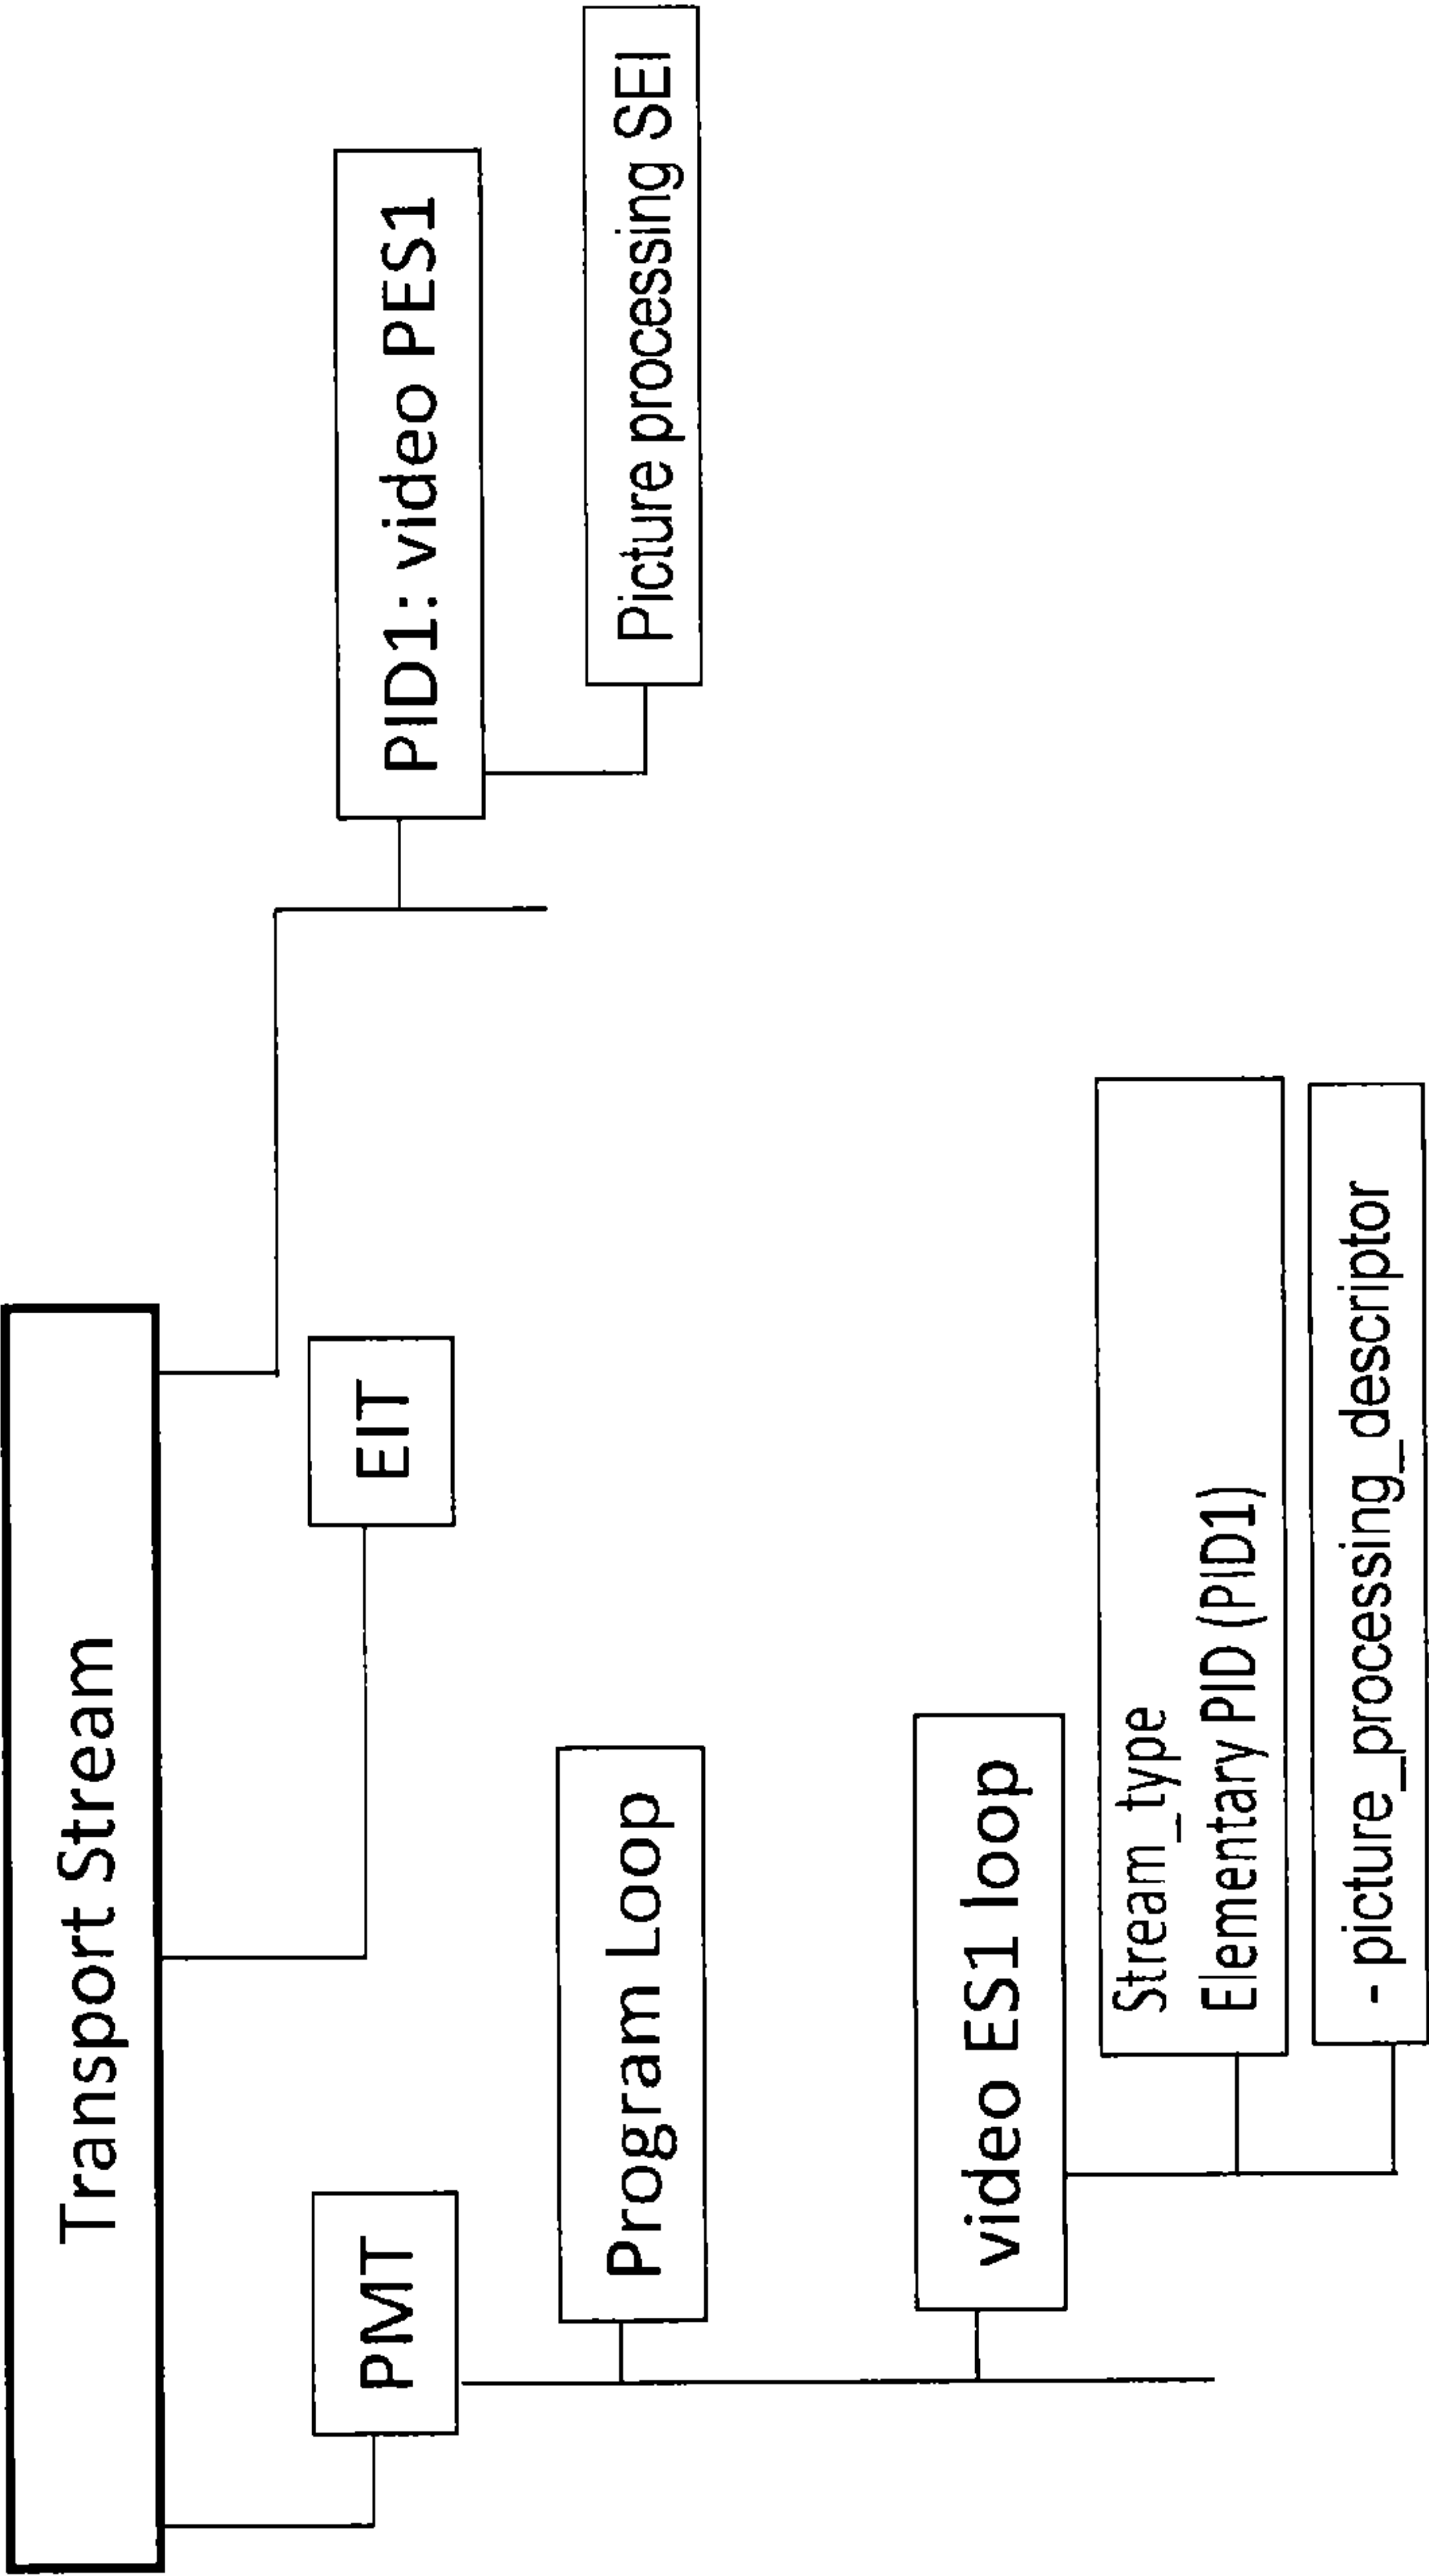 Transport Stream
PMT
EIT
PID1: video PES1
Program Loop
Picture processing SEI
video ES1 loop
Stream_type
Elementary PID (PID1)
- picture_processing_descriptor